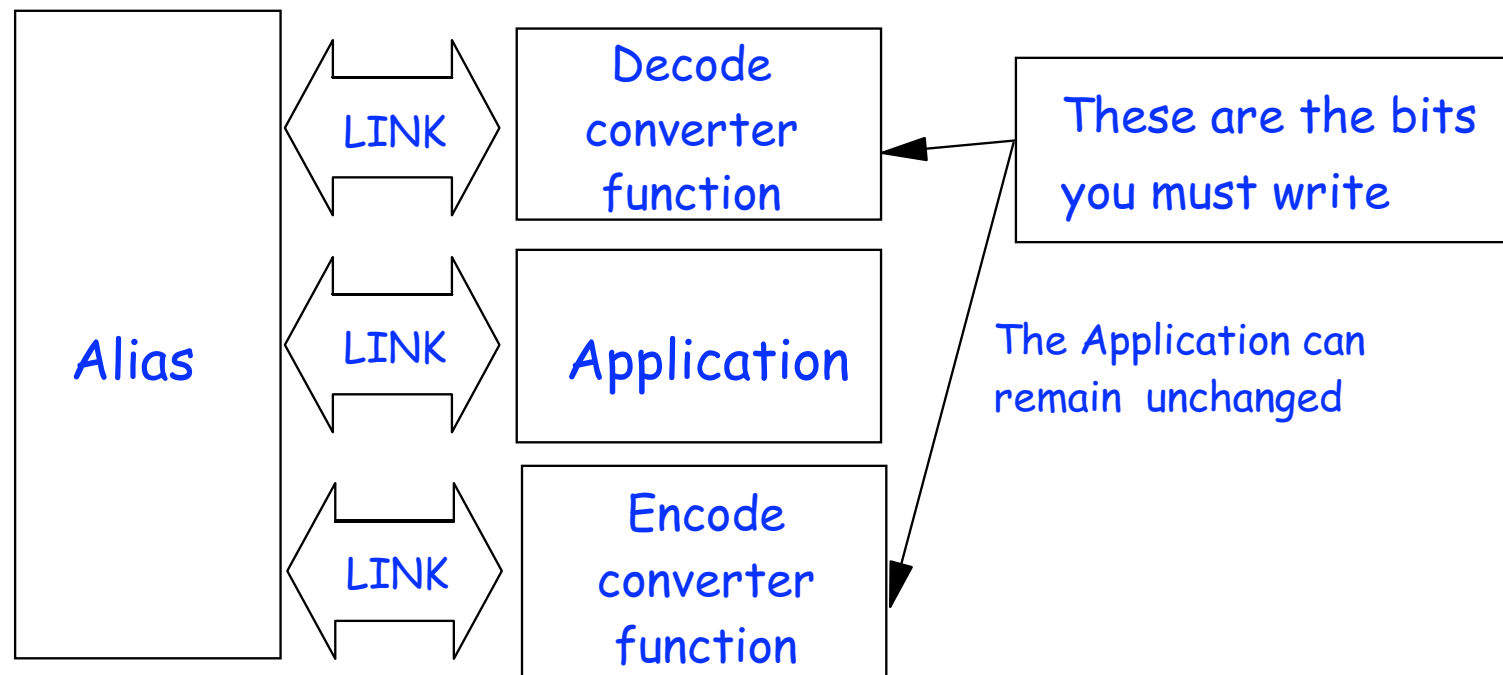 Alias
LINK
Decode
converter
function
These are the bits
you must write
LINK
Application
The Application can
remain unchanged
LINK
Encode
converter
function